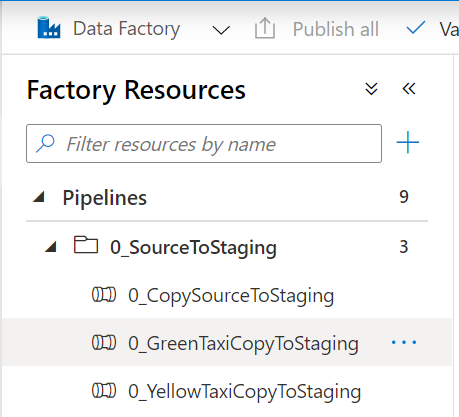 Data Factory Publish all Va
Factory Resources
Filter resources by name
Pipelines 9
0_SourceToStaging 3
0_CopySourceToStaging
0_GreenTaxiCopyToStaging ...
0_YellowTaxiCopyToStaging